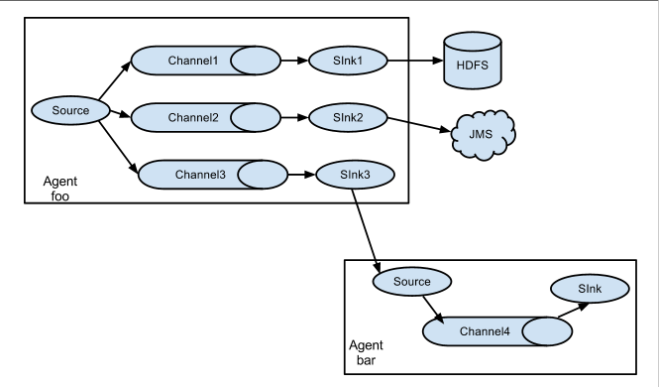 Channel1
SInk1
HDFS
Source
Channel2
SInk2
JMS
Channel3
SInk3
Agent
foo
Source
SInk
Channel4
Agent
bar